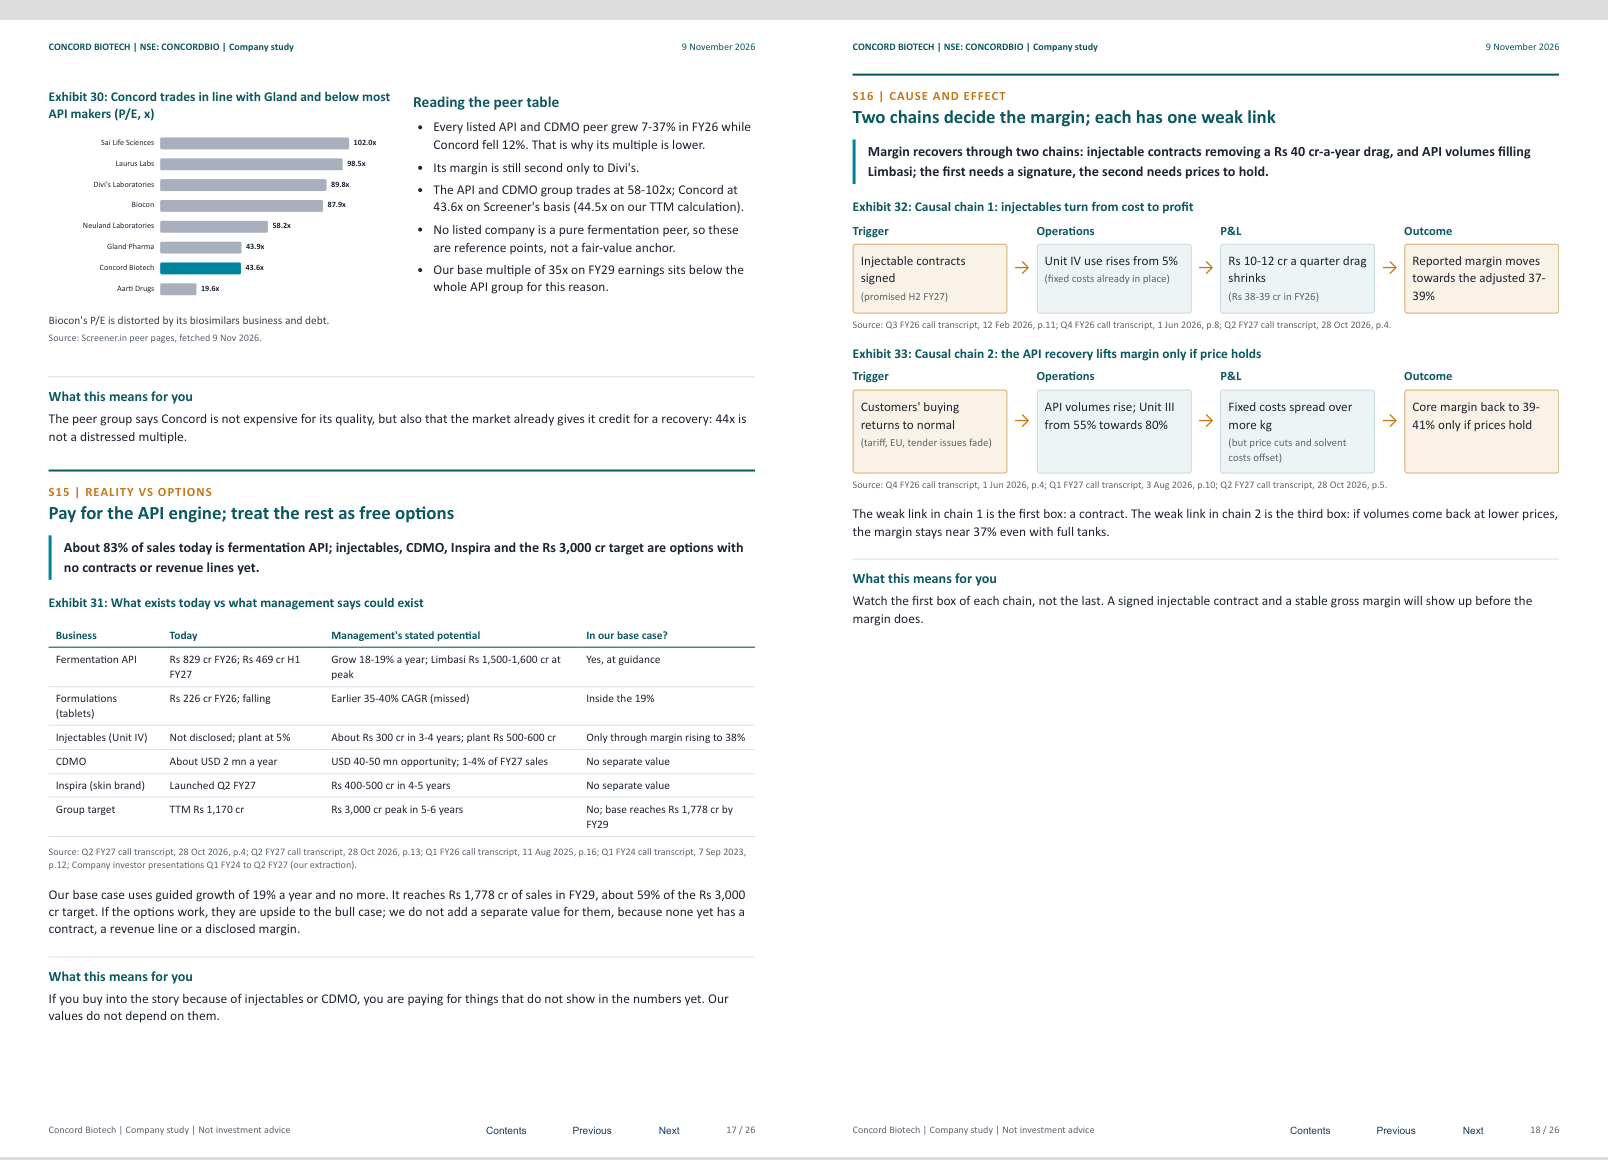 CONCORD BIOTECH | NSE: CONCORDBIO | Company study
9 November 2026
Exhibit 30: Concord trades in line with Gland and below most
API makers (P/E, x)
Sai Life Sciences 102.0x
Laurus Labs 98.5x
Divi's Laboratories 89.8x
Biocon 87.9x
Neuland Laboratories 58.2x
Gland Pharma 43.9x
Concord Biotech 43.6x
Aarti Drugs 19.6x
Biocon's P/E is distorted by its biosimilars business and debt.
Source: Screener.in peer pages, fetched 9 Nov 2026.
Reading the peer table
• Every listed API and CDMO peer grew 7-37% in FY26 while
Concord fell 12%. That is why its multiple is lower.
• Its margin is still second only to Divi's.
• The API and CDMO group trades at 58-102x; Concord at
43.6x on Screener's basis (44.5x on our TTM calculation).
• No listed company is a pure fermentation peer, so these
are reference points, not a fair-value anchor.
• Our base multiple of 35x on FY29 earnings sits below the
whole API group for this reason.
What this means for you
The peer group says Concord is not expensive for its quality, but also that the market already gives it credit for a recovery: 44x is
not a distressed multiple.
S15 | REALITY VS OPTIONS
Pay for the API engine; treat the rest as free options
About 83% of sales today is fermentation API; injectables, CDMO, Inspira and the Rs 3,000 cr target are options with
no contracts or revenue lines yet.
Exhibit 31: What exists today vs what management says could exist
Business Today Management's stated potential In our base case?
Fermentation API Rs 829 cr FY26; Rs 469 cr H1 Grow 18-19% a year; Limbasi Rs 1,500-1,600 cr at Yes, at guidance
FY27 peak
Formulations Rs 226 cr FY26; falling Earlier 35-40% CAGR (missed) Inside the 19%
(tablets)
Injectables (Unit IV) Not disclosed; plant at 5% About Rs 300 cr in 3-4 years; plant Rs 500-600 cr Only through margin rising to 38%
CDMO About USD 2 mn a year USD 40-50 mn opportunity; 1-4% of FY27 sales No separate value
Inspira (skin brand) Launched Q2 FY27 Rs 400-500 cr in 4-5 years No separate value
Group target TTM Rs 1,170 cr Rs 3,000 cr peak in 5-6 years No; base reaches Rs 1,778 cr by
FY29
Source: Q2 FY27 call transcript, 28 Oct 2026, p.4; Q2 FY27 call transcript, 28 Oct 2026, p.13; Q1 FY26 call transcript, 11 Aug 2025, p.16; Q1 FY24 call transcript, 7 Sep 2023,
p.12; Company investor presentations Q1 FY24 to Q2 FY27 (our extraction).
Our base case uses guided growth of 19% a year and no more. It reaches Rs 1,778 cr of sales in FY29, about 59% of the Rs 3,000
cr target. If the options work, they are upside to the bull case; we do not add a separate value for them, because none yet has a
contract, a revenue line or a disclosed margin.
What this means for you
If you buy into the story because of injectables or CDMO, you are paying for things that do not show in the numbers yet. Our
values do not depend on them.
Concord Biotech | Company study | Not investment advice
Contents Previous Next 17 / 26
CONCORD BIOTECH | NSE: CONCORDBIO | Company study
9 November 2026
S16 | CAUSE AND EFFECT
Two chains decide the margin; each has one weak link
Margin recovers through two chains: injectable contracts removing a Rs 40 cr-a-year drag, and API volumes filling
Limbasi; the first needs a signature, the second needs prices to hold.
Exhibit 32: Causal chain 1: injectables turn from cost to profit
Trigger Operations P&L Outcome
Injectable contracts
signed
(promised H2 FY27)
→
Unit IV use rises from 5%
(fixed costs already in place)
→
Rs 10-12 cr a quarter drag
shrinks
(Rs 38-39 cr in FY26)
→
Reported margin moves
towards the adjusted 37-
39%
Source: Q3 FY26 call transcript, 12 Feb 2026, p.11; Q4 FY26 call transcript, 1 Jun 2026, p.8; Q2 FY27 call transcript, 28 Oct 2026, p.4.
Exhibit 33: Causal chain 2: the API recovery lifts margin only if price holds
Trigger Operations P&L Outcome
Customers' buying
returns to normal
(tariff, EU, tender issues fade)
→
API volumes rise; Unit III
from 55% towards 80%
→
Fixed costs spread over
more kg
(but price cuts and solvent
costs offset)
→
Core margin back to 39-
41% only if prices hold
Source: Q4 FY26 call transcript, 1 Jun 2026, p.4; Q1 FY27 call transcript, 3 Aug 2026, p.10; Q2 FY27 call transcript, 28 Oct 2026, p.5.
The weak link in chain 1 is the first box: a contract. The weak link in chain 2 is the third box: if volumes come back at lower prices,
the margin stays near 37% even with full tanks.
What this means for you
Watch the first box of each chain, not the last. A signed injectable contract and a stable gross margin will show up before the
margin does.
Concord Biotech | Company study | Not investment advice
Contents Previous Next 18 / 26